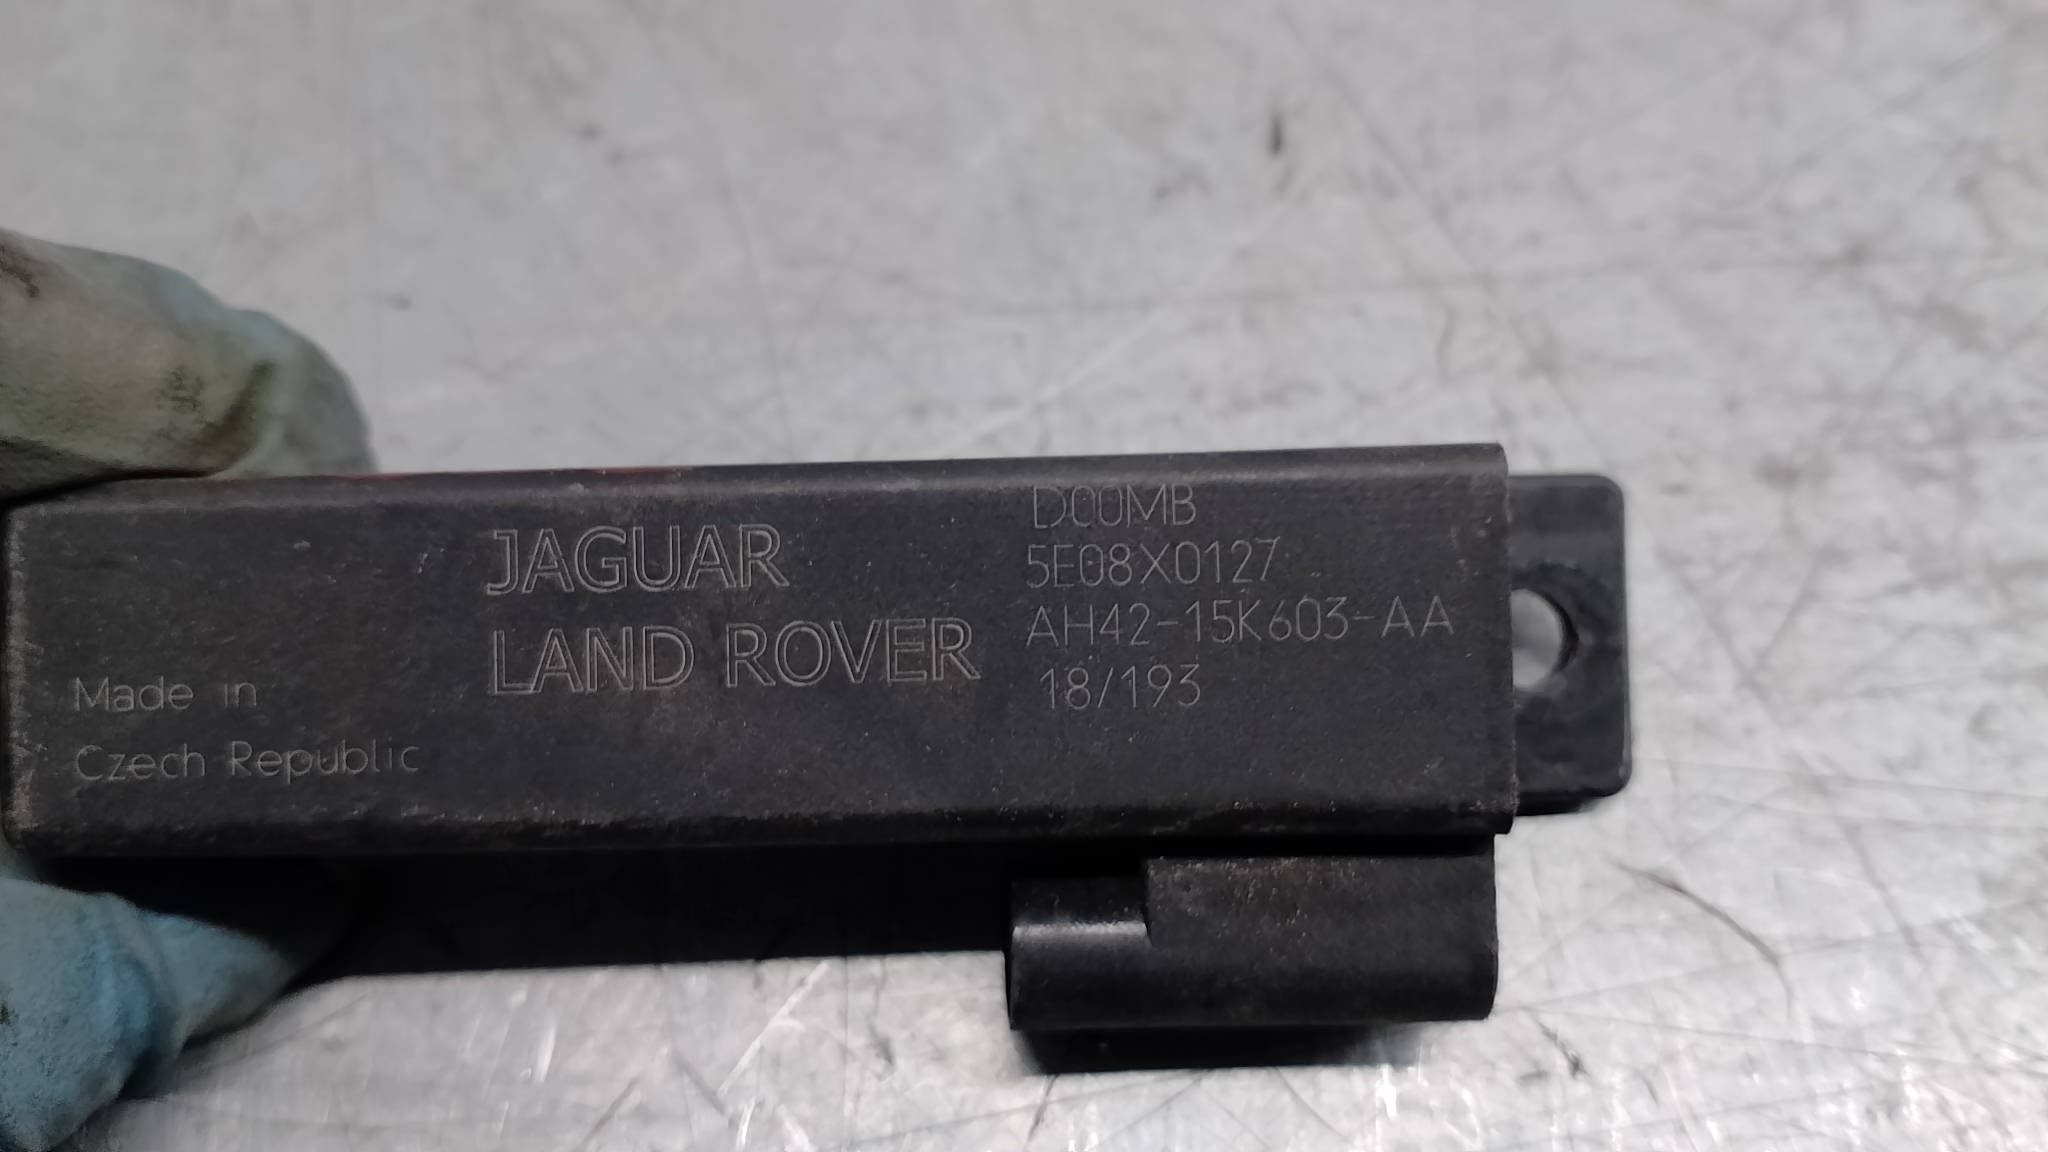 JAGUAR
LAND ROVER
Made in
Czech Republic
D00MB
5E08X0127
AH42-15K603-AA
18/193